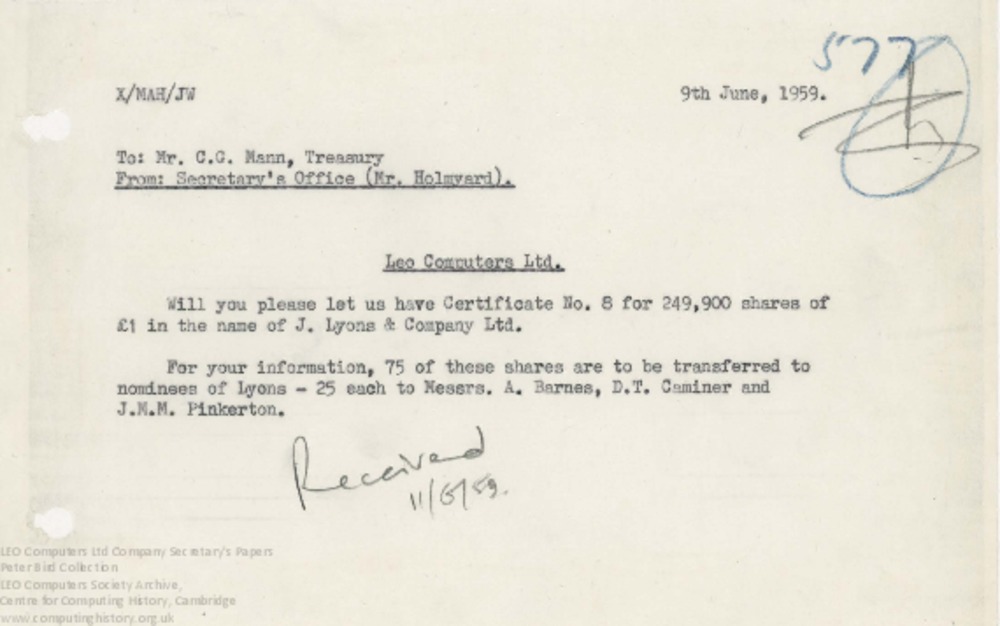 577
X/MAH/JW
9th June, 1959.
To: Mr. C.G. Mann, Treasury
From: Secretary's Office (Mr. Holmyard).
Leo Computers Ltd.
Will you please let us have Certificate No. 8 for 249,900 shares of
£1 in the name of J. Lyons & Company Ltd.
For your information, 75 of these shares are to be transferred to
nominees of Lyons - 25 each to Messrs. A. Barnes, D.T. Caminer and
J.M.M. Pinkerton.
Received
11/6/59.
LEO Computers Ltd Company Secretary's Papers
Peter Bird Collection
LEO Computers Society Archive,
Centre for Computing History, Cambridge
www.computinghistory.org.uk